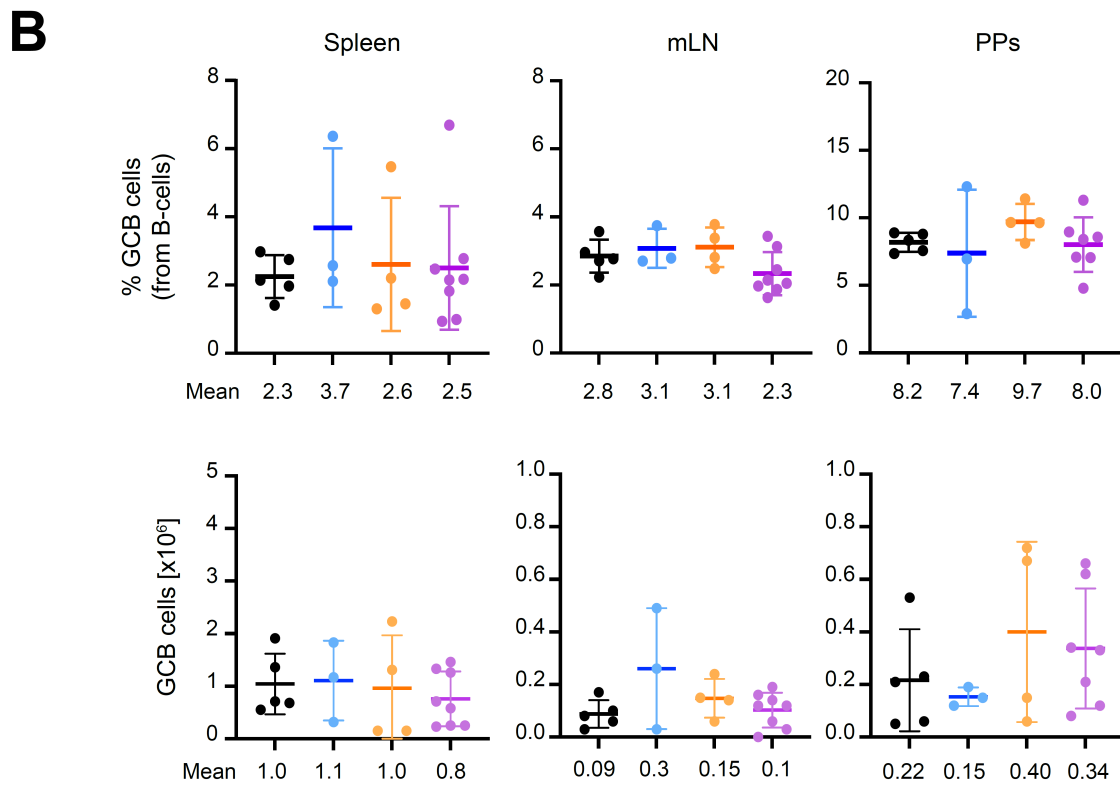 B
Spleen mLN PPs
% GCB cells
(from B-cells)
8 8 20
6 6 15
4 4 10
2 2 5
0 0 0
Mean 2.3 3.7 2.6 2.5 2.8 3.1 3.1 2.3 8.2 7.4 9.7 8.0
GCB cells [x10⁶]
5 1.0 1.0
4 0.8 0.8
3 0.6 0.6
2 0.4 0.4
1 0.2 0.2
0 0.0 0.0
Mean 1.0 1.1 1.0 0.8 0.09 0.3 0.15 0.1 0.22 0.15 0.40 0.34